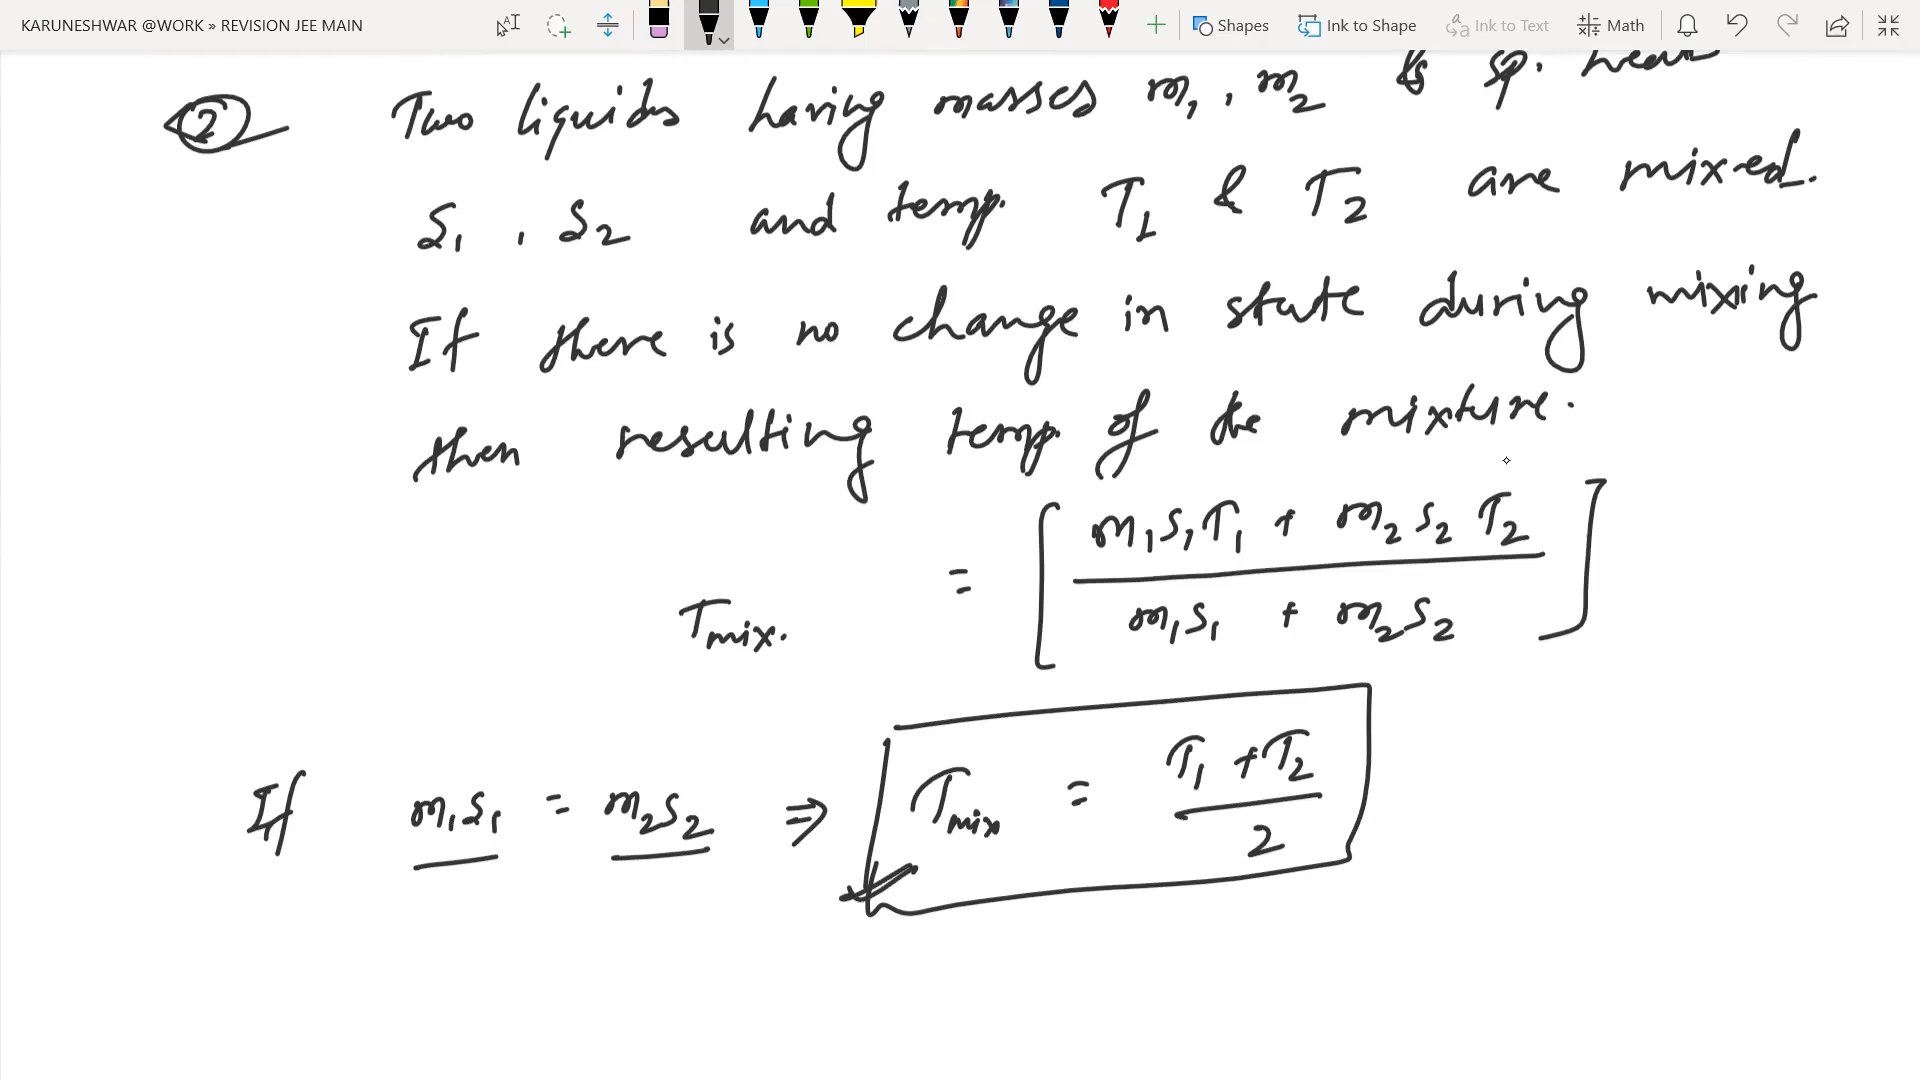 KARUNESHWAR @WORK » REVISION JEE MAIN
Shapes Ink to Shape Ink to Text Math
② Two liquids having masses m₁, m₂ & sp. heat
S₁, S₂ and temp. T₁ & T₂ are mixed.
If there is no change in state during mixing
then resulting temp. of the mixture.
Tmix. = [ (m₁s₁T₁ + m₂s₂T₂) / (m₁s₁ + m₂s₂) ]
If m₁s₁ = m₂s₂ ⇒ Tmix = (T₁ + T₂) / 2